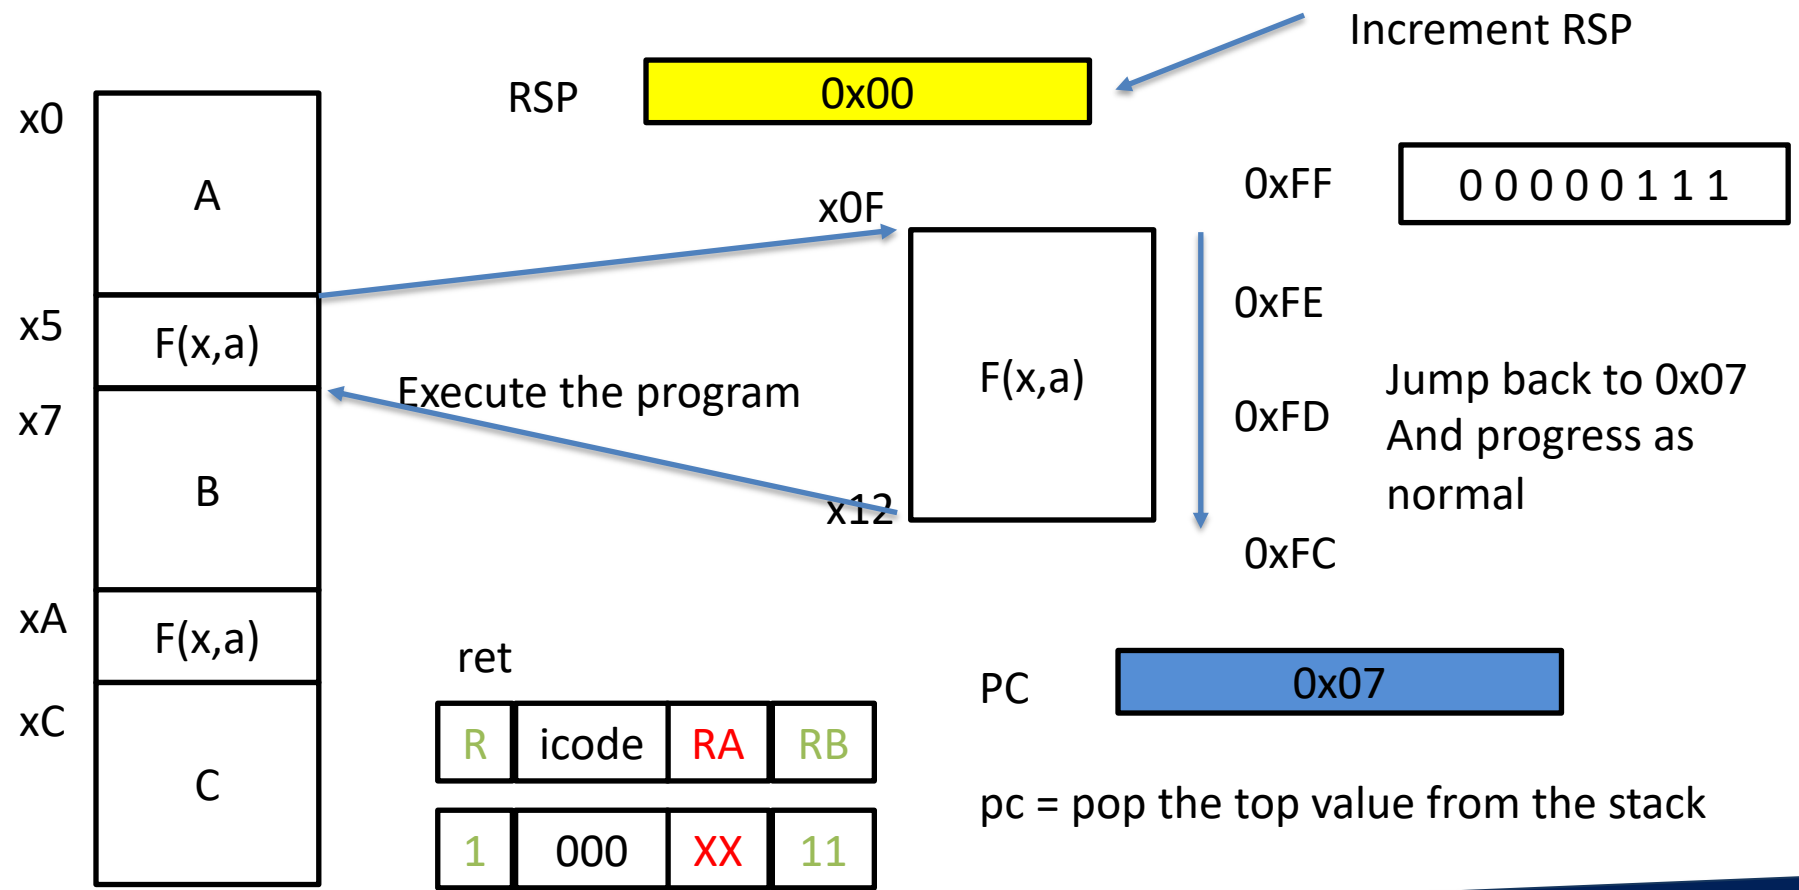 Increment RSP
RSP
0x00
x0
A
x0F
0xFF
0 0 0 0 0 1 1 1
x5
F(x,a)
0xFE
Execute the program
F(x,a)
Jump back to 0x07
x7
0xFD
And progress as
B
normal
x12
0xFC
xA
F(x,a)
ret
PC
0x07
xC
R icode RA RB
C
pc = pop the top value from the stack
1 000 XX 11